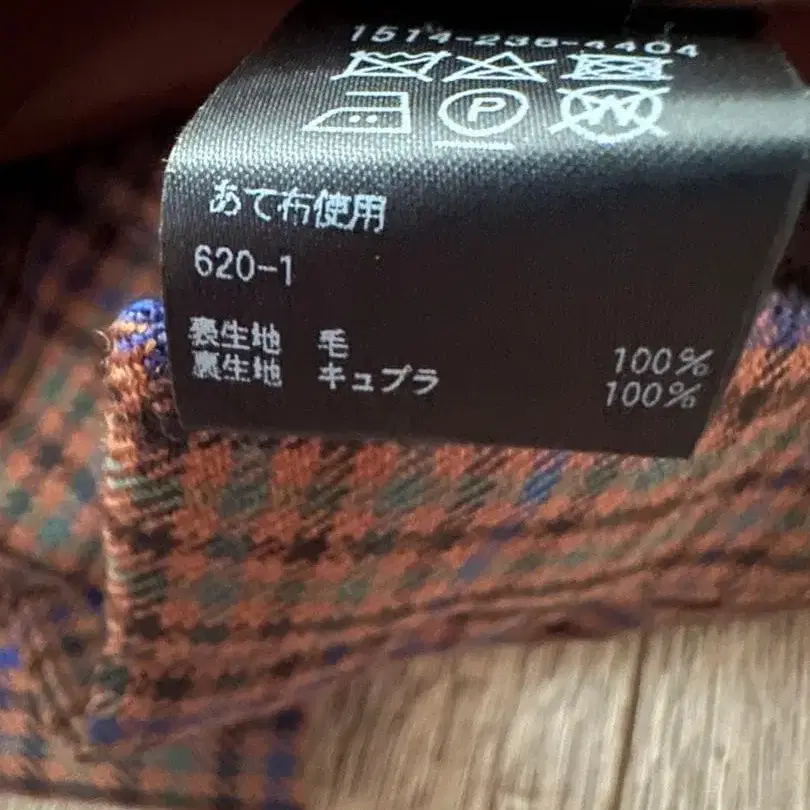 1514-236-4404
P
W
あて布使用
620-1
表生地 毛 100%
裏生地 キュプラ 100%